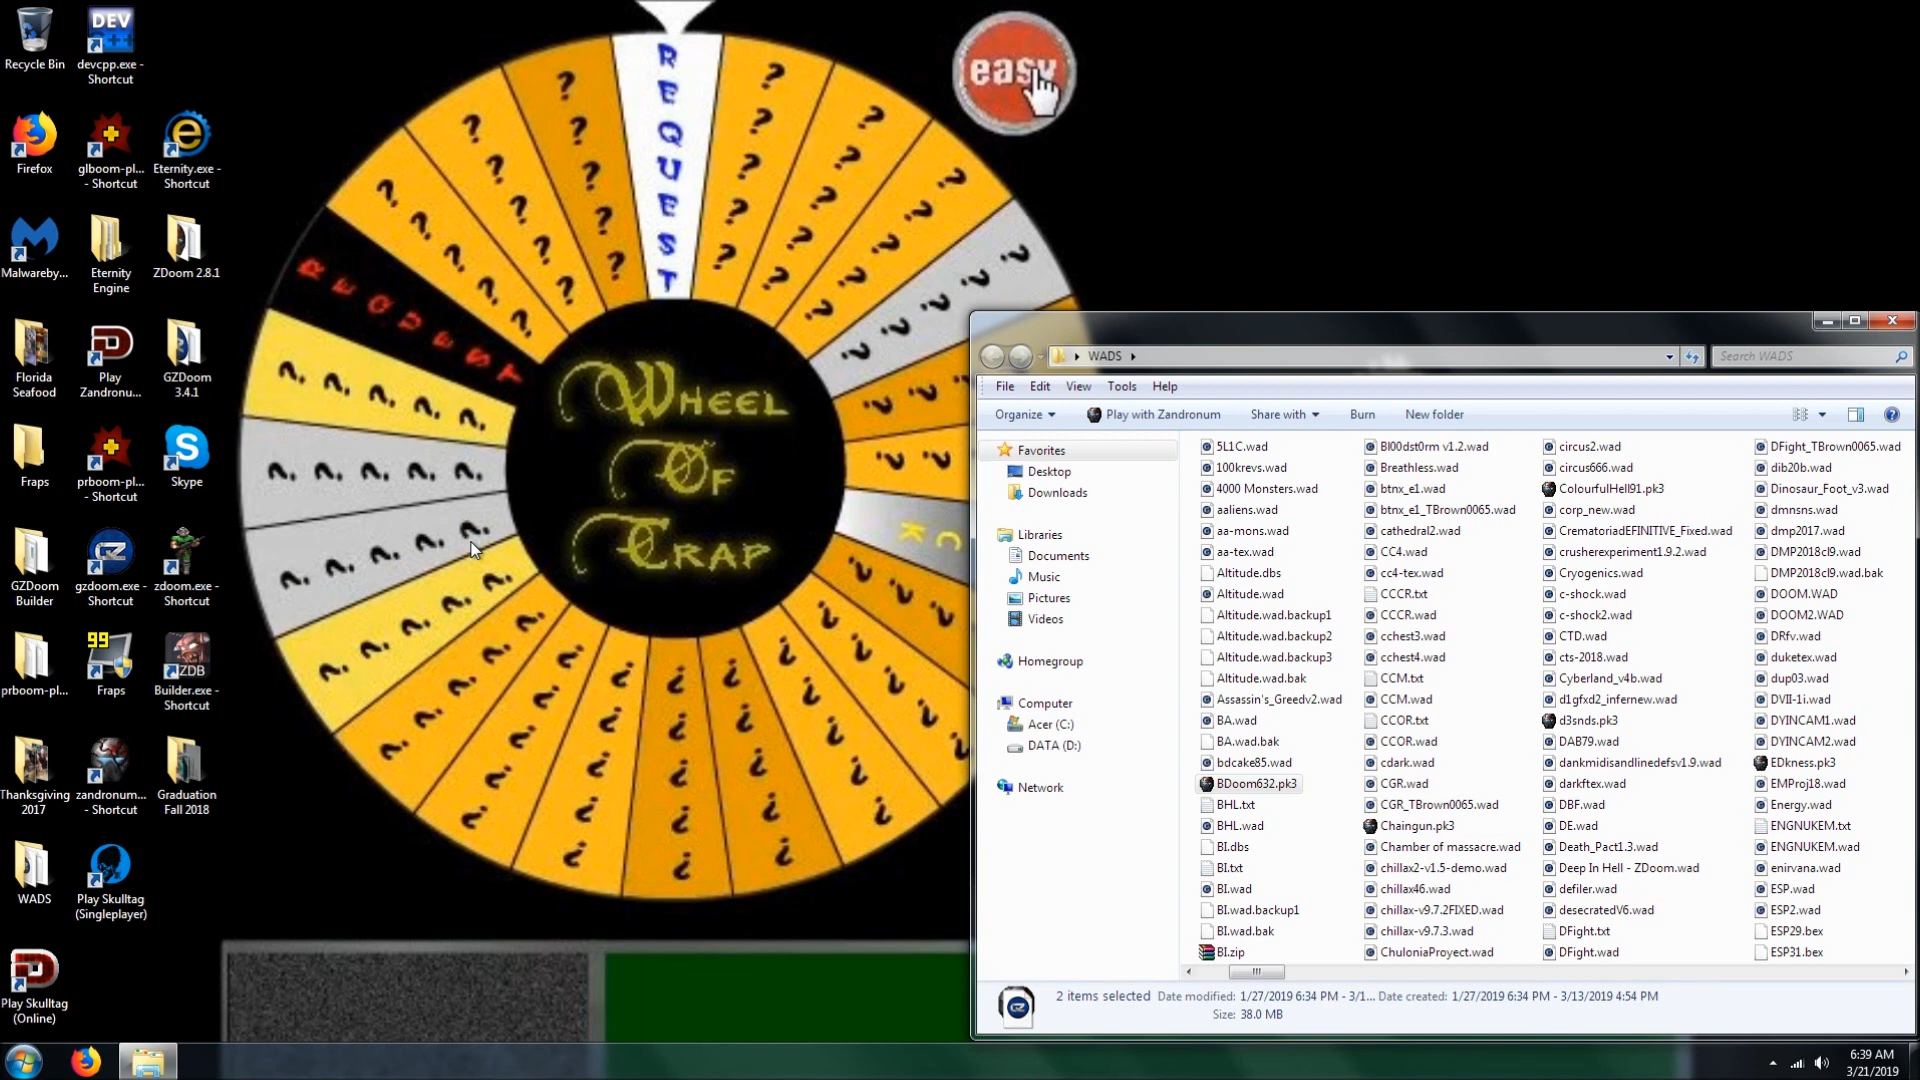 Recycle Bin
DEV
C++
devcpp.exe - Shortcut
Firefox
glboom-pl... - Shortcut
Eternity.exe - Shortcut
Malwareby...
Eternity Engine
ZDoom 2.8.1
Florida Seafood
Play Zandronu...
GZDoom 3.4.1
Fraps
prboom-pl... - Shortcut
Skype
GZDoom Builder
gzdoom.exe - Shortcut
zdoom.exe - Shortcut
prboom-pl...
99
Fraps
ZDB
Builder.exe - Shortcut
Thanksgiving 2017
zandronum... - Shortcut
Graduation Fall 2018
WADS
Play Skulltag (Singleplayer)
Play Skulltag (Online)
REQUEST
REQUEST
? ? ? ? ?
WHEEL
OF
CRAP
C K
easy
WADS
Search WADS
File Edit View Tools Help
Organize Play with Zandronum Share with Burn New folder
Favorites
Desktop
Downloads
Libraries
Documents
Music
Pictures
Videos
Homegroup
Computer
Acer (C:)
DATA (D:)
Network
5L1C.wad
100krevs.wad
4000 Monsters.wad
aaliens.wad
aa-mons.wad
aa-tex.wad
Altitude.dbs
Altitude.wad
Altitude.wad.backup1
Altitude.wad.backup2
Altitude.wad.backup3
Altitude.wad.bak
Assassin's_Greedv2.wad
BA.wad
BA.wad.bak
bdcake85.wad
BDoom632.pk3
BHL.txt
BHL.wad
BI.dbs
BI.txt
BI.wad
BI.wad.backup1
BI.wad.bak
BI.zip
Bl00dst0rm v1.2.wad
Breathless.wad
btnx_e1.wad
btnx_e1_TBrown0065.wad
cathedral2.wad
CC4.wad
cc4-tex.wad
CCCR.txt
CCCR.wad
cchest3.wad
cchest4.wad
CCM.txt
CCM.wad
CCOR.txt
CCOR.wad
cdark.wad
CGR.wad
CGR_TBrown0065.wad
Chaingun.pk3
Chamber of massacre.wad
chillax2-v1.5-demo.wad
chillax46.wad
chillax-v9.7.2FIXED.wad
chillax-v9.7.3.wad
ChuloniaProyect.wad
circus2.wad
circus666.wad
ColourfulHell91.pk3
corp_new.wad
CrematoriadEFINITIVE_Fixed.wad
crusherexperiment1.9.2.wad
Cryogenics.wad
c-shock.wad
c-shock2.wad
CTD.wad
cts-2018.wad
Cyberland_v4b.wad
d1gfxd2_infernew.wad
d3snds.pk3
DAB79.wad
dankmidisandlinedefsv1.9.wad
darkftex.wad
DBF.wad
DE.wad
Death_Pact1.3.wad
Deep In Hell - ZDoom.wad
defiler.wad
desecratedV6.wad
DFight.txt
DFight.wad
DFight_TBrown0065.wad
dib20b.wad
Dinosaur_Foot_v3.wad
dmnsns.wad
dmp2017.wad
DMP2018cl9.wad
DMP2018cl9.wad.bak
DOOM.WAD
DOOM2.WAD
DRfv.wad
duketex.wad
dup03.wad
DVII-1i.wad
DYINCAM1.wad
DYINCAM2.wad
EDkness.pk3
EMProj18.wad
Energy.wad
ENGNUKEM.txt
ENGNUKEM.wad
enirvana.wad
ESP.wad
ESP2.wad
ESP29.bex
ESP31.bex
2 items selected Date modified: 1/27/2019 6:34 PM - 3/1... Date created: 1/27/2019 6:34 PM - 3/13/2019 4:54 PM
Size: 38.0 MB
6:39 AM
3/21/2019